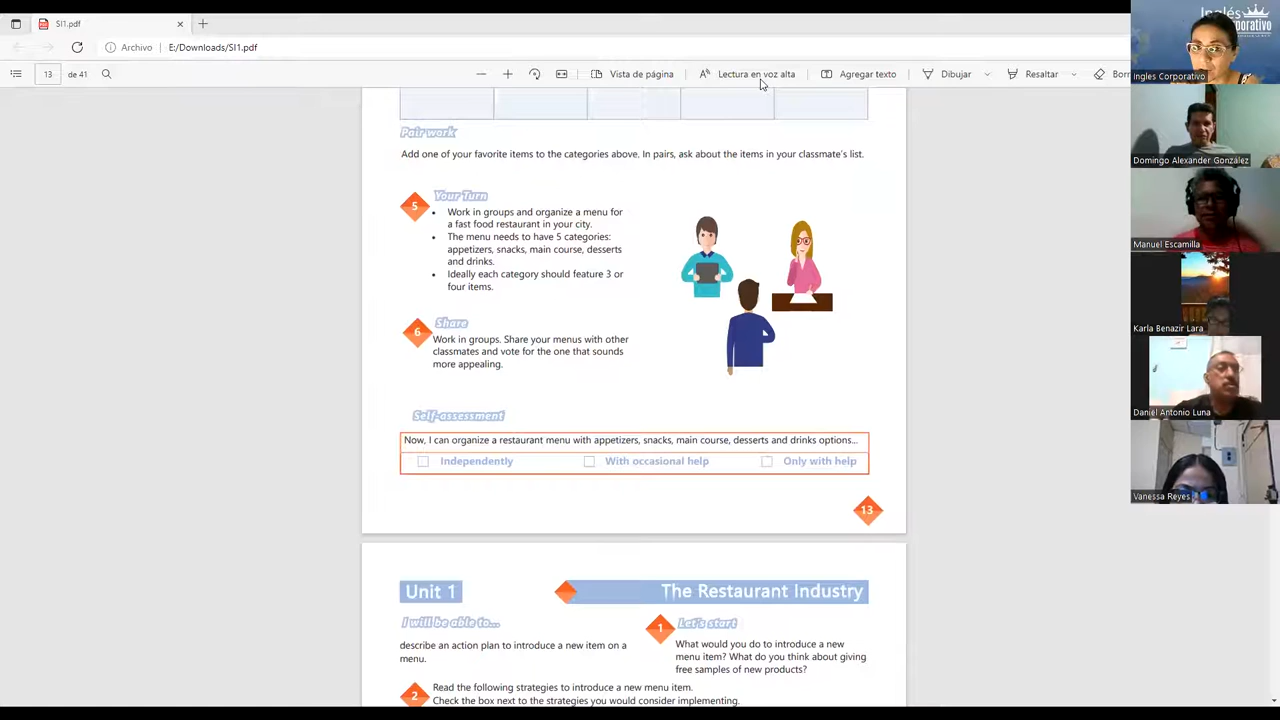 SI1.pdf
Archivo E:/Downloads/SI1.pdf
13 de 41 Vista de página Lectura en voz alta Agregar texto Dibujar Resaltar
Pair work
Add one of your favorite items to the categories above. In pairs, ask about the items in your classmate's list.
5 Your Turn
• Work in groups and organize a menu for
a fast food restaurant in your city.
• The menu needs to have 5 categories:
appetizers, snacks, main course, desserts
and drinks.
• Ideally each category should feature 3 or
four items.
6 Share
Work in groups. Share your menus with other
classmates and vote for the one that sounds
more appealing.
Self-assessment
Now, I can organize a restaurant menu with appetizers, snacks, main course, desserts and drinks options...
Independently With occasional help Only with help
13
Unit 1 The Restaurant Industry
I will be able to...
describe an action plan to introduce a new item on a
menu.
1 Let's start
What would you do to introduce a new
menu item? What do you think about giving
free samples of new products?
2 Read the following strategies to introduce a new menu item.
Check the box next to the strategies you would consider implementing.
Inglés
Ingles Corporativo
Domingo Alexander González
Manuel Escamilla
Karla Benazir Lara
Daniel Antonio Luna
Vanessa Reyes